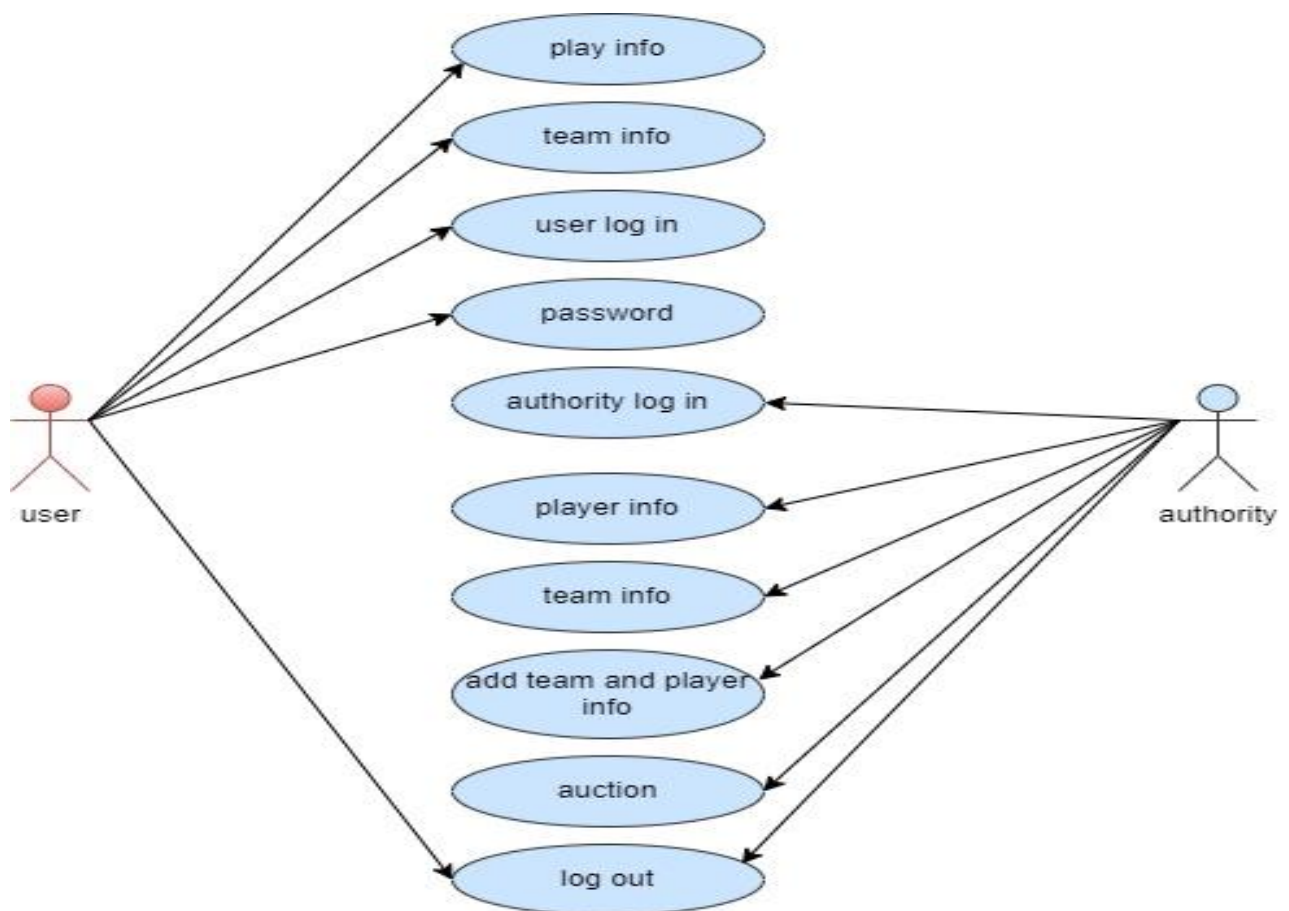 play info
team info
user log in
password
authority log in
user
authority
player info
team info
add team and player
info
auction
log out